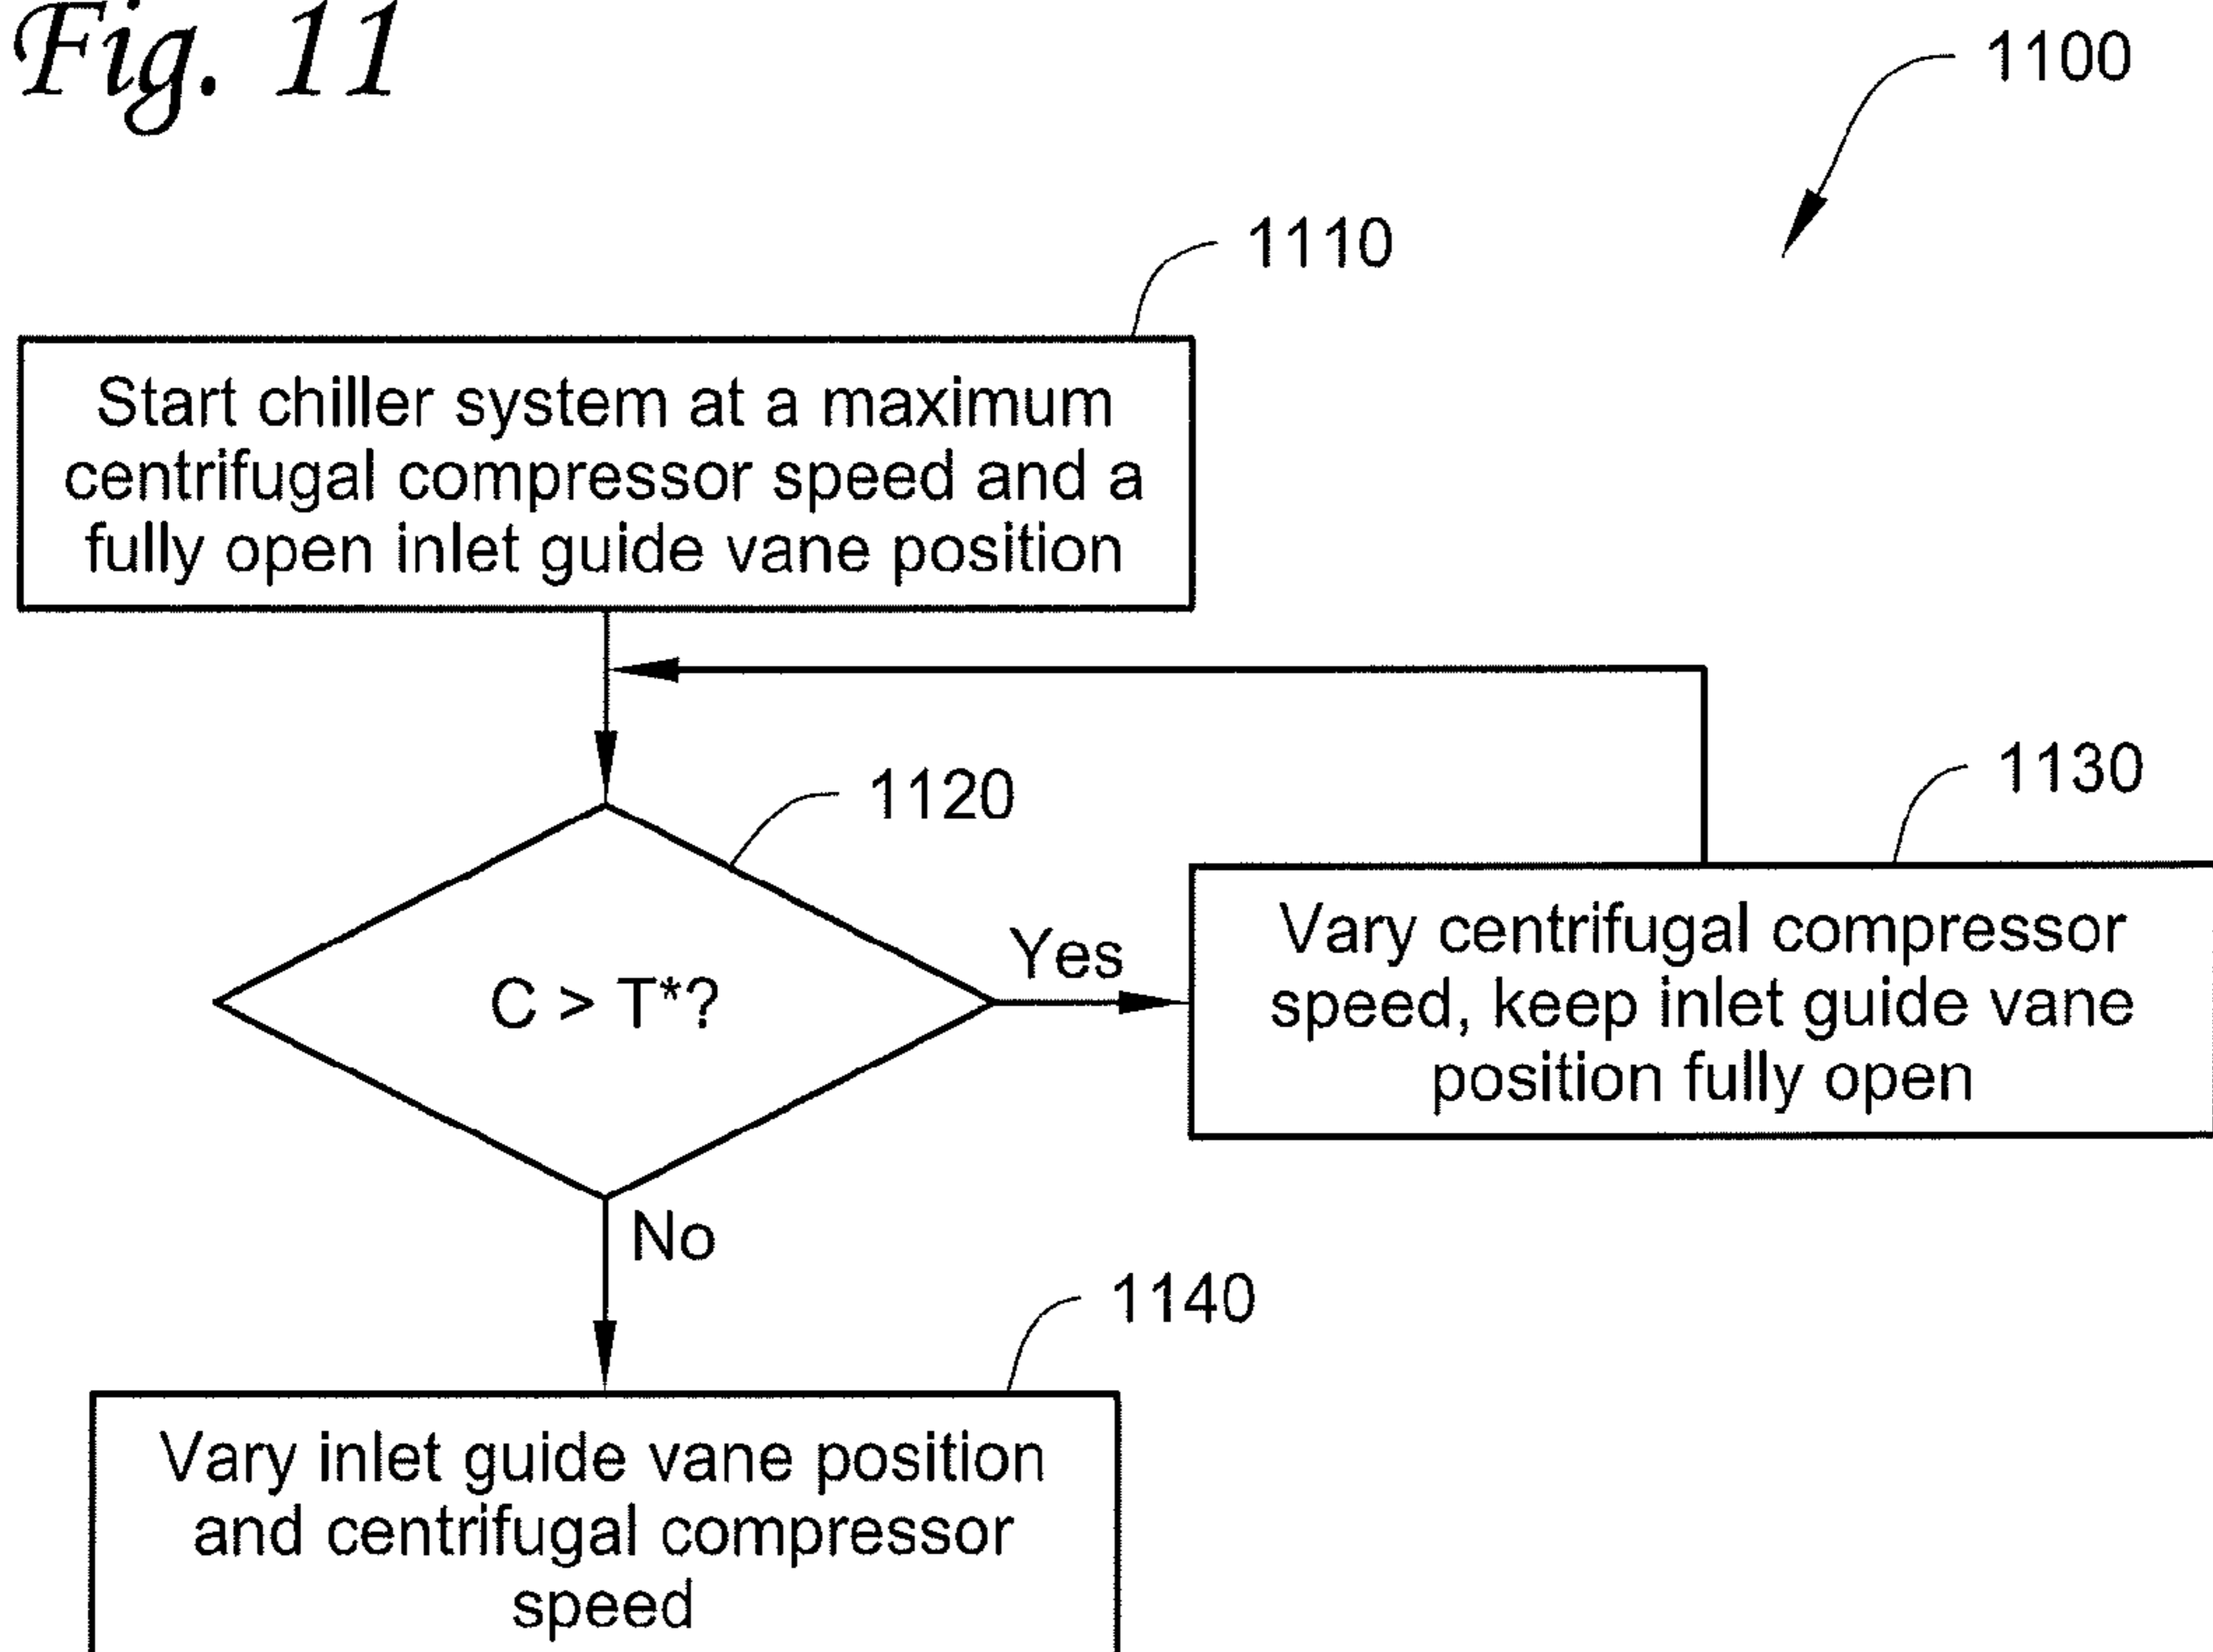 Fig. 11
1100
1110
Start chiller system at a maximum
centrifugal compressor speed and a
fully open inlet guide vane position
1120
C > T*?
Yes
1130
Vary centrifugal compressor
speed, keep inlet guide vane
position fully open
No
1140
Vary inlet guide vane position
and centrifugal compressor
speed